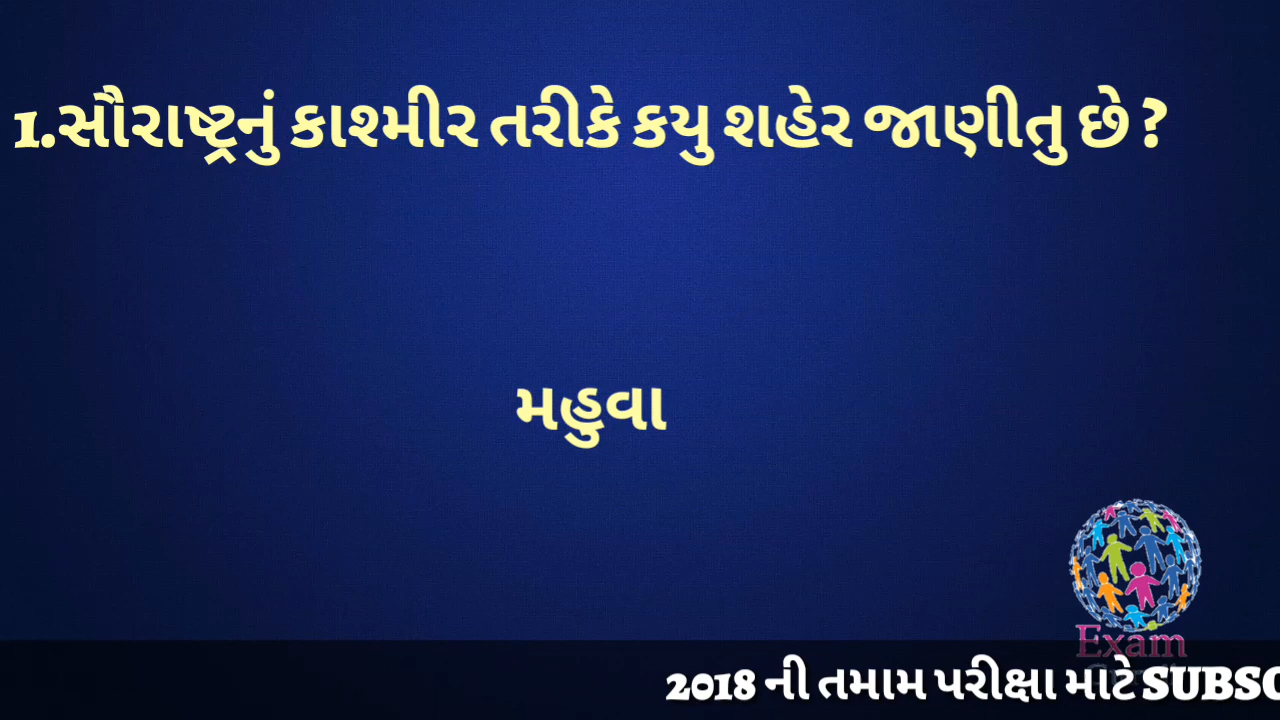 1.સૌરાષ્ટ્રનું કાશ્મીર તરીકે કયુ શહેર જાણીતુ છે ?
મહુવા
Exam
2018 ની તમામ પરીક્ષા માટે SUBSC